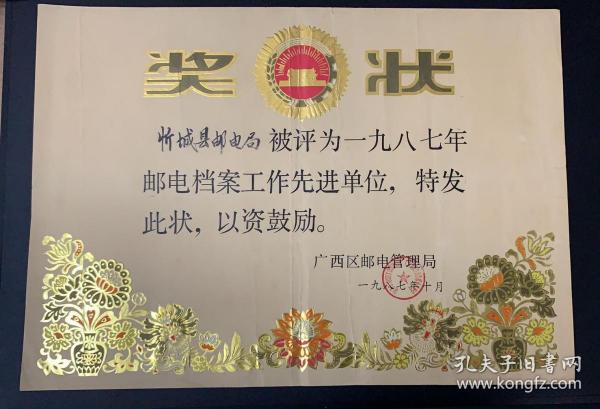 奖状
忻城县邮电局被评为一九八七年
邮电档案工作先进单位，特发
此状，以资鼓励。
广西区邮电管理局
一九八七年十月
孔夫子旧书网
www.kongfz.com